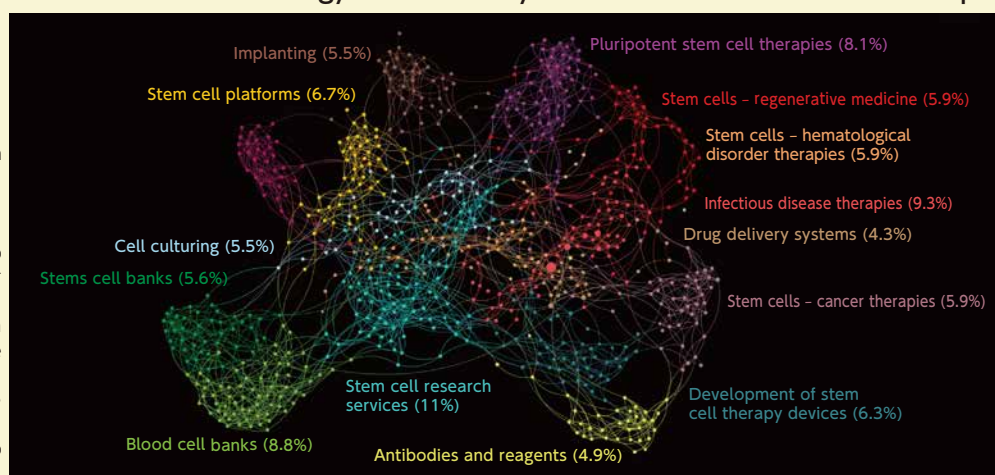 Implanting (5.5%)
Pluripotent stem cell therapies (8.1%)
Stem cell platforms (6.7%)
Stem cells – regenerative medicine (5.9%)
Stem cells – hematological
disorder therapies (5.9%)
Infectious disease therapies (9.3%)
Drug delivery systems (4.3%)
Cell culturing (5.5%)
Stems cell banks (5.6%)
Stem cells – cancer therapies (5.9%)
Stem cell research
services (11%)
Development of stem
cell therapy devices (6.3%)
Blood cell banks (8.8%)
Antibodies and reagents (4.9%)